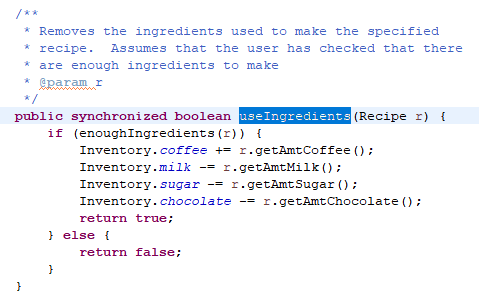 /**
 * Removes the ingredients used to make the specified
 * recipe.  Assumes that the user has checked that there
 * are enough ingredients to make
 * @param r
 */
public synchronized boolean useIngredients(Recipe r) {
    if (enoughIngredients(r)) {
        Inventory.coffee += r.getAmtCoffee();
        Inventory.milk -= r.getAmtMilk();
        Inventory.sugar -= r.getAmtSugar();
        Inventory.chocolate -= r.getAmtChocolate();
        return true;
    } else {
        return false;
    }
}